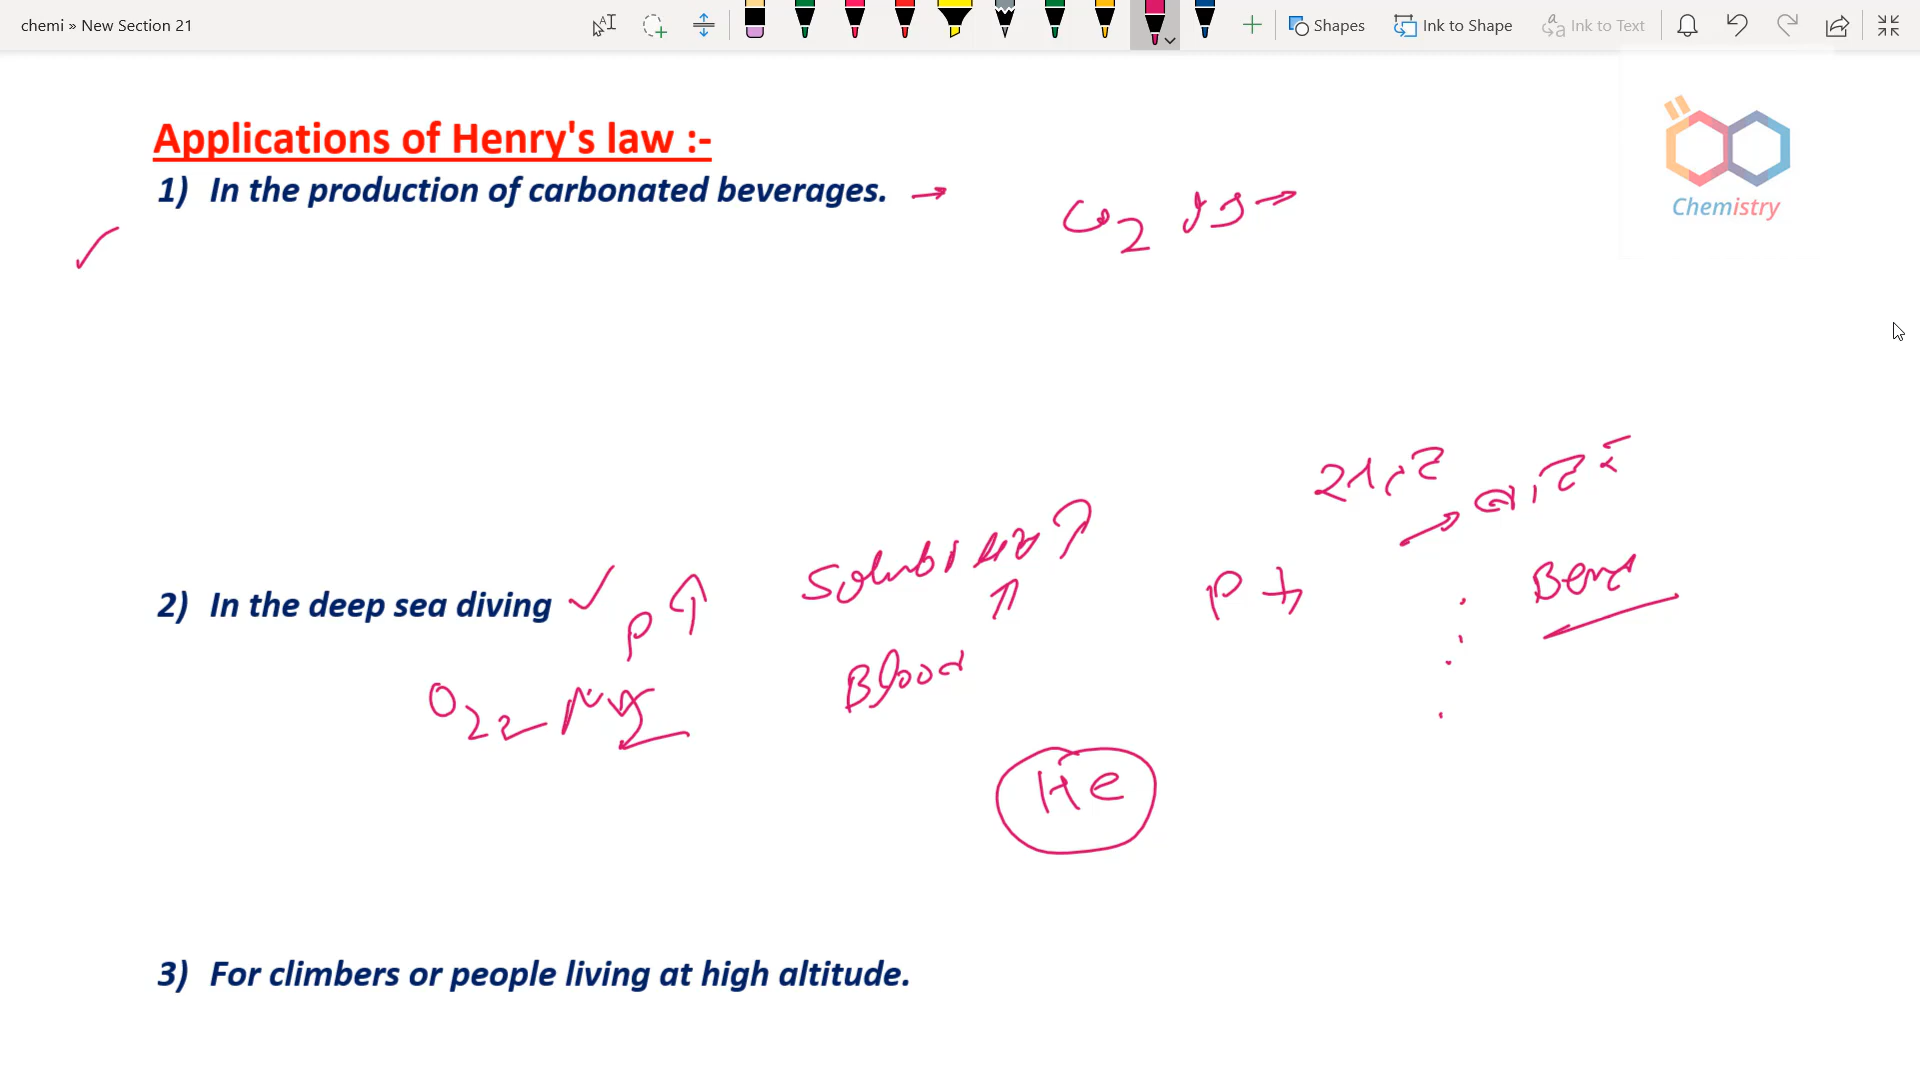 chemi » New Section 21
Shapes
Ink to Shape
Ink to Text
Applications of Henry's law :-
1) In the production of carbonated beverages. →
CO2
Chemistry
2) In the deep sea diving ✓
P ↑
Solubility ↑
P ↓
Bend
O2
Blood
He
3) For climbers or people living at high altitude.